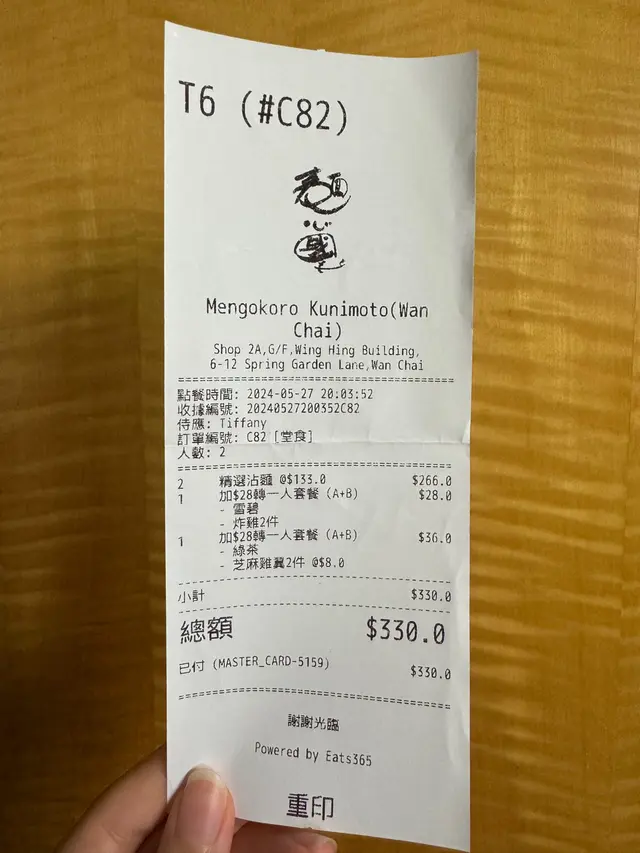 T6 (#C82)
麵
心
國
Mengokoro Kunimoto(Wan
Chai)
Shop 2A,G/F,Wing Hing Building,
6-12 Spring Garden Lane,Wan Chai
點餐時間: 2024-05-27 20:03:52
收據編號: 20240527200352C82
侍應: Tiffany
訂單編號: C82 [堂食]
人數: 2
2 精選沾麵 @$133.0 $266.0
1 加$28轉一人套餐 (A+B) $28.0
- 雪碧
- 炸雞2件
1 加$28轉一人套餐 (A+B) $36.0
- 綠茶
- 芝麻雞翼2件 @$8.0
小計 $330.0
總額 $330.0
已付 (MASTER_CARD-5159) $330.0
謝謝光臨
Powered by Eats365
重印